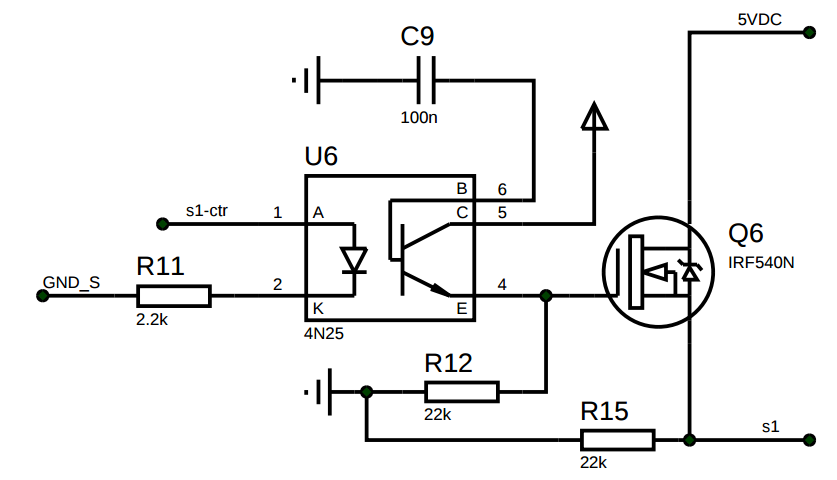 5VDC
C9
100n
U6
B 6
s1-ctr 1 A C 5
Q6
IRF540N
R11
GND_S 2 4
K E
2.2k
4N25
R12
22k
R15
s1
22k